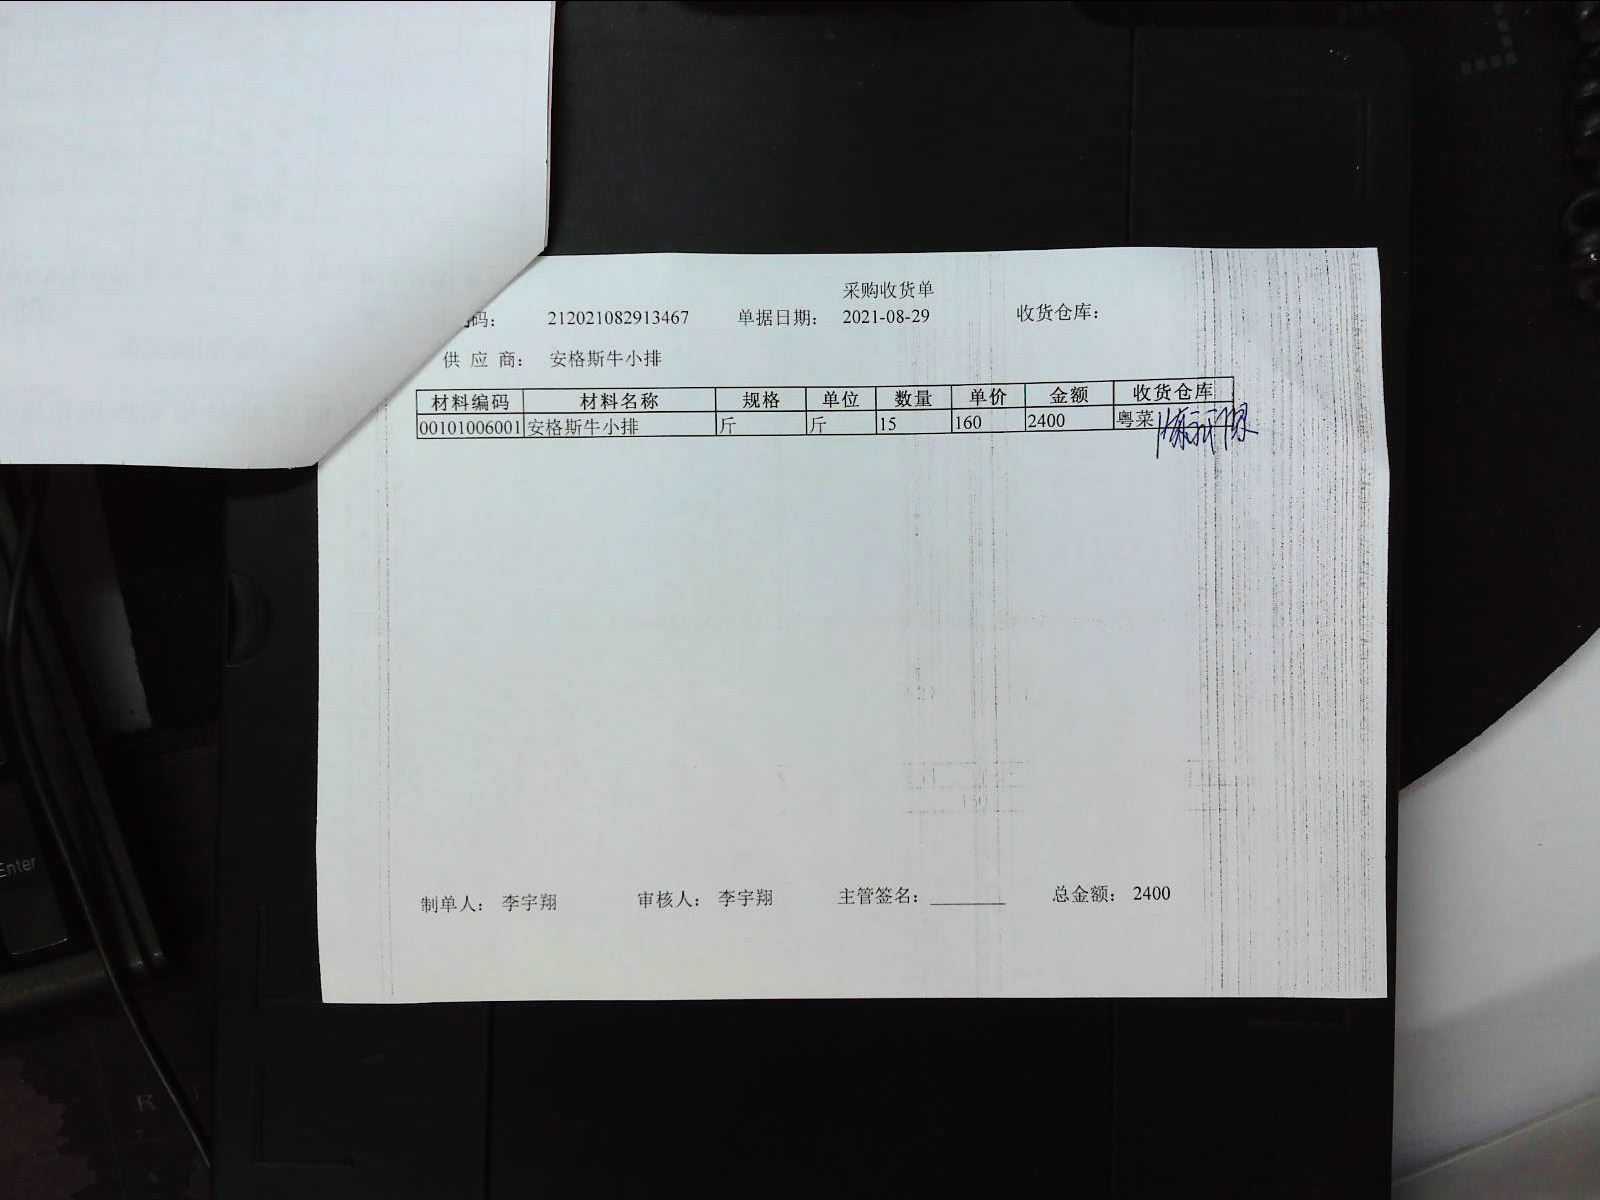 采购收货单
码： 212021082913467 单据日期： 2021-08-29 收货仓库：
供 应 商： 安格斯牛小排
材料编码 材料名称 规格 单位 数量 单价 金额 收货仓库
00101006001 安格斯牛小排 斤 斤 15 160 2400 粤菜
制单人： 李宇翔 审核人： 李宇翔 主管签名：________ 总金额： 2400
Enter
R